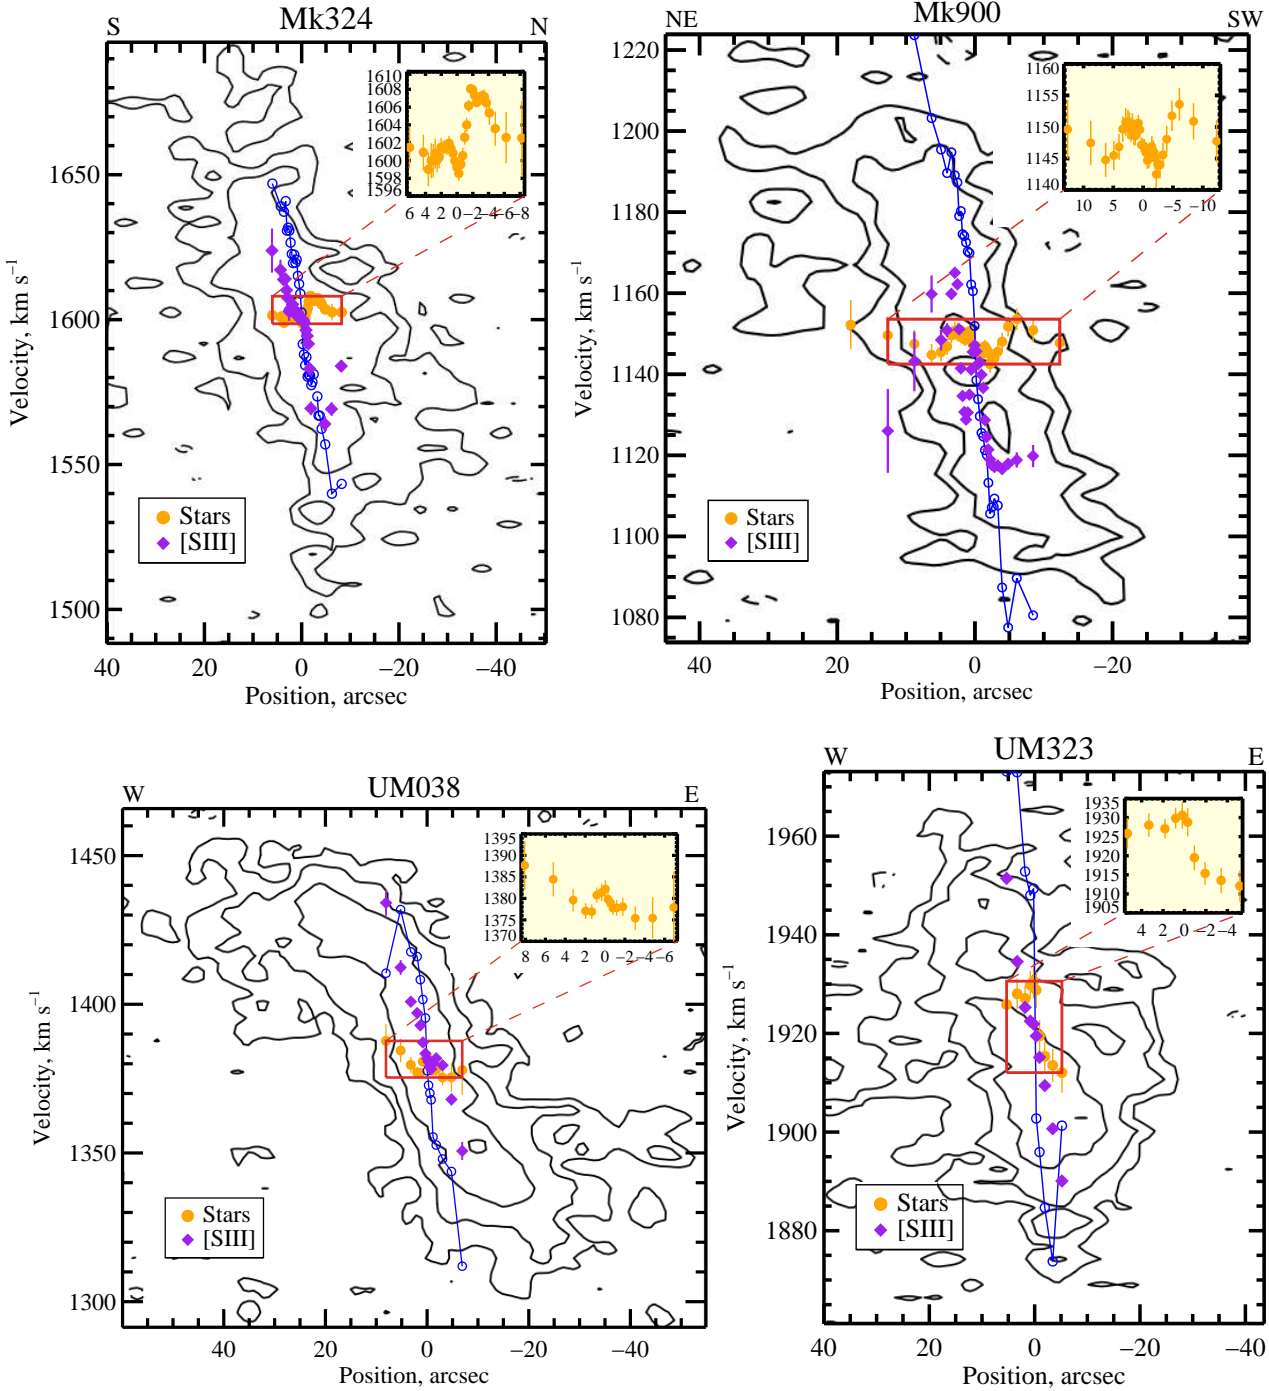 Mk324
S N
1650
1600
1550
1500
Velocity, km s⁻¹
1610
1608
1606
1604
1602
1600
1598
1596
6 4 2 0 −2 −4 −6 −8
Stars
[SIII]
40 20 0 −20 −40
Position, arcsec
Mk900
NE SW
1220
1200
1180
1160
1140
1120
1100
1080
Velocity, km s⁻¹
1160
1155
1150
1145
1140
10 5 0 −5 −10
Stars
[SIII]
40 20 0 −20
Position, arcsec
UM038
W E
1450
1400
1350
1300
Velocity, km s⁻¹
1395
1390
1385
1380
1375
1370
8 6 4 2 0 −2 −4 −6
Stars
[SIII]
20 0 −20 −40
Position, arcsec
UM323
W E
1960
1940
1920
1900
1880
Velocity, km s⁻¹
1935
1930
1925
1920
1915
1910
1905
4 2 0 −2 −4
Stars
[SIII]
40 20 0 −20 −40
Position, arcsec